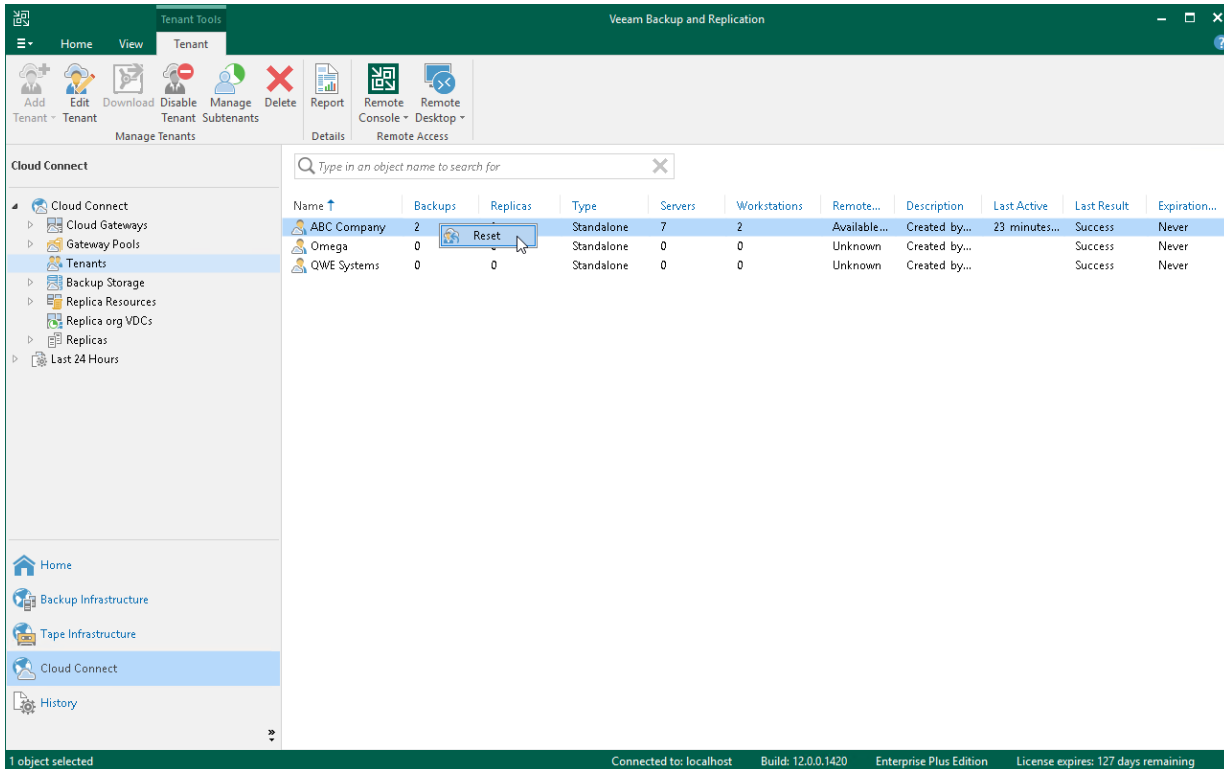 Tenant Tools
Veeam Backup and Replication
Home View Tenant
Add Tenant
Edit Tenant
Download
Disable Tenant
Manage Subtenants
Delete
Report
Remote Console
Remote Desktop
Manage Tenants
Details
Remote Access
Cloud Connect
Type in an object name to search for
Cloud Connect
Cloud Gateways
Gateway Pools
Tenants
Backup Storage
Replica Resources
Replica org VDCs
Replicas
Last 24 Hours
Name Backups Replicas Type Servers Workstations Remote... Description Last Active Last Result Expiration...
ABC Company 2 Standalone 7 2 Available... Created by... 23 minutes... Success Never
Reset
Omega 0 Standalone 0 0 Unknown Created by... Success Never
QWE Systems 0 0 Standalone 0 0 Unknown Created by... Success Never
Home
Backup Infrastructure
Tape Infrastructure
Cloud Connect
History
1 object selected
Connected to: localhost
Build: 12.0.0.1420
Enterprise Plus Edition
License expires: 127 days remaining